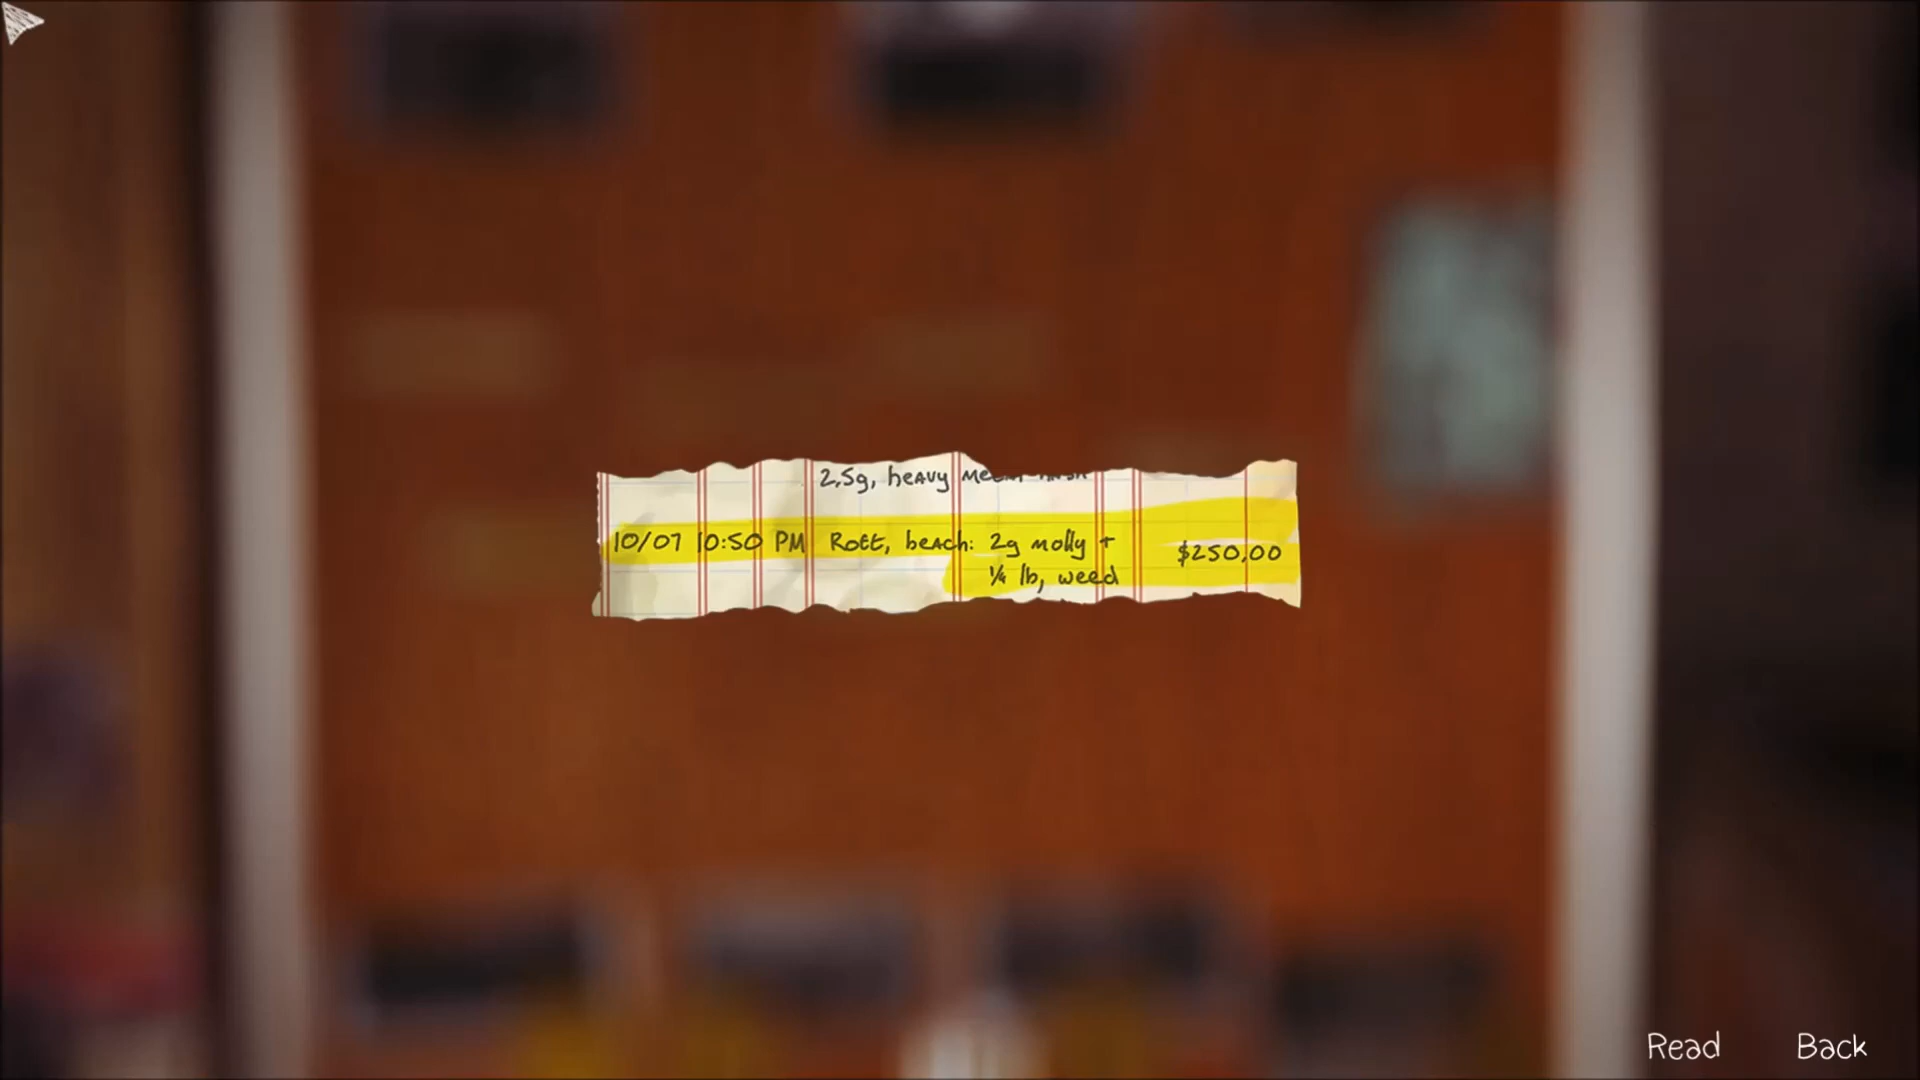 2,5g, heavy
10/07 10:50 PM Rott, beach: 2g molly + $250,00
1/4 lb, weed
Read Back